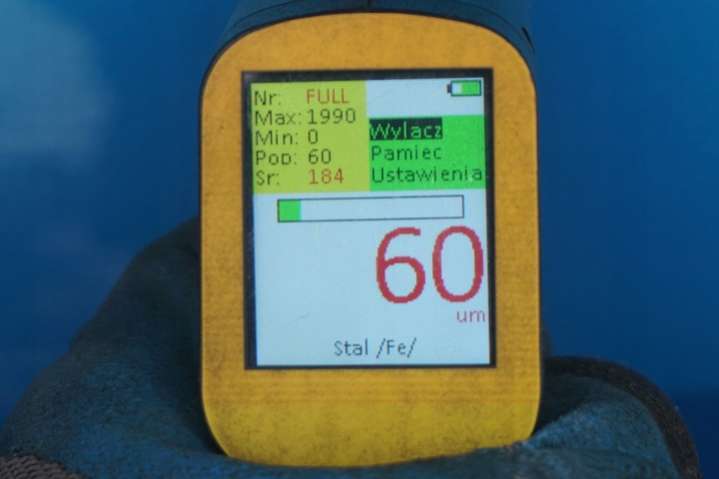 Nr: FULL
Max: 1990
Min: 0
Pop: 60
Sr: 184
Wylacz
Pamiec
Ustawienia
60
um
Stal /Fe/